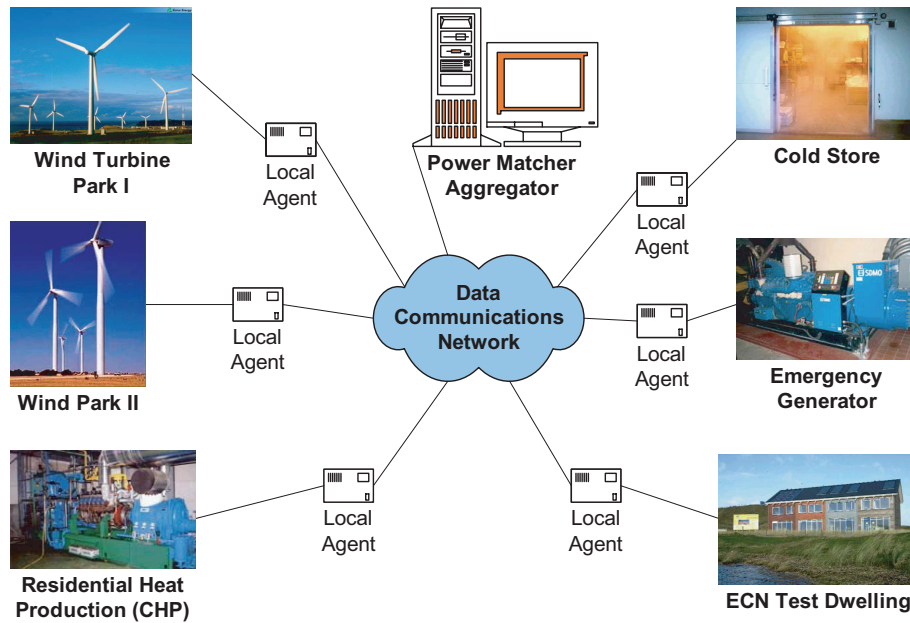 Wind Turbine
Park I
Local
Agent
Power Matcher
Aggregator
Cold Store
Local
Agent
Wind Park II
Local
Agent
Data
Communications
Network
Local
Agent
SDMO
Emergency
Generator
Residential Heat
Production (CHP)
Local
Agent
Local
Agent
ECN Test Dwelling